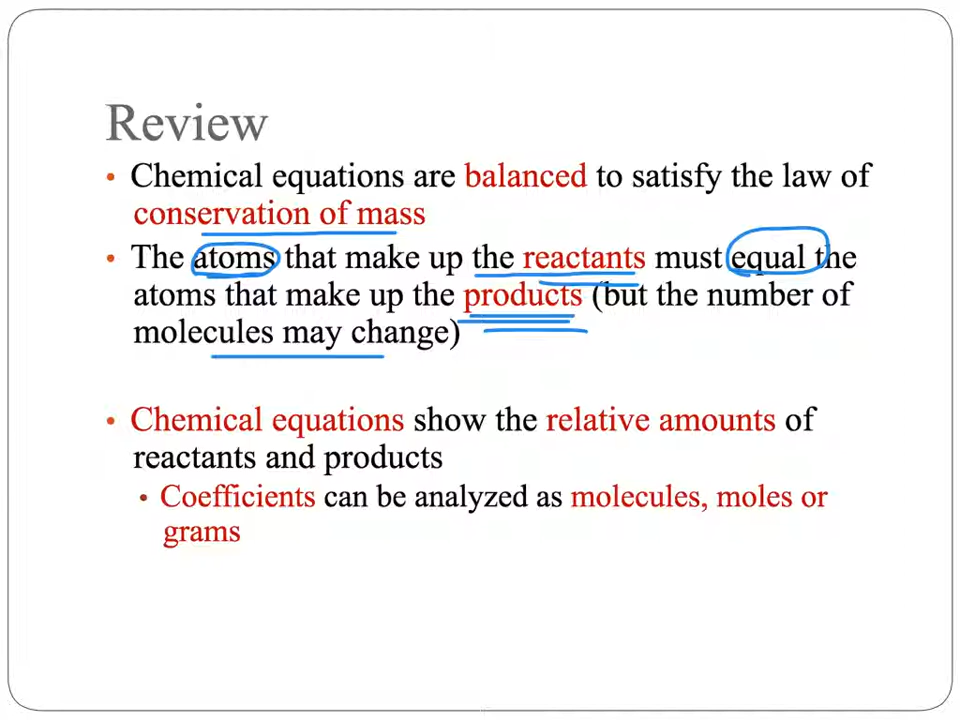 Review
• Chemical equations are balanced to satisfy the law of
conservation of mass
• The atoms that make up the reactants must equal the
atoms that make up the products (but the number of
molecules may change)
• Chemical equations show the relative amounts of
reactants and products
• Coefficients can be analyzed as molecules, moles or
grams